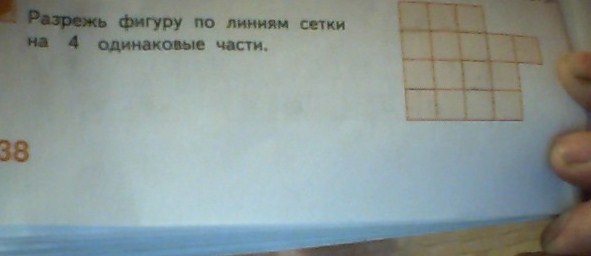 Разрежь фигуру по линиям сетки
на 4 одинаковые части.
38